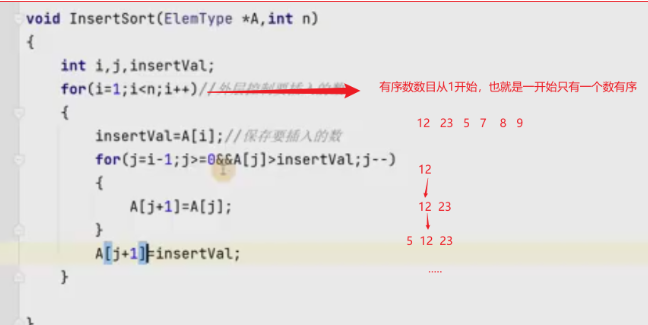 void InsertSort(ElemType *A,int n)
{
int i,j,insertVal;
for(i=1;i<n;i++)//外层控制要插入的数
有序数数目从1开始，也就是一开始只有一个数有序
{
12 23 5 7 8 9
insertVal=A[i];//保存要插入的数
for(j=i-1;j>=0&&A[j]>insertVal;j--)
12
{
A[j+1]=A[j];
12 23
}
5 12 23
A[j+1]=insertVal;
.....
}
}